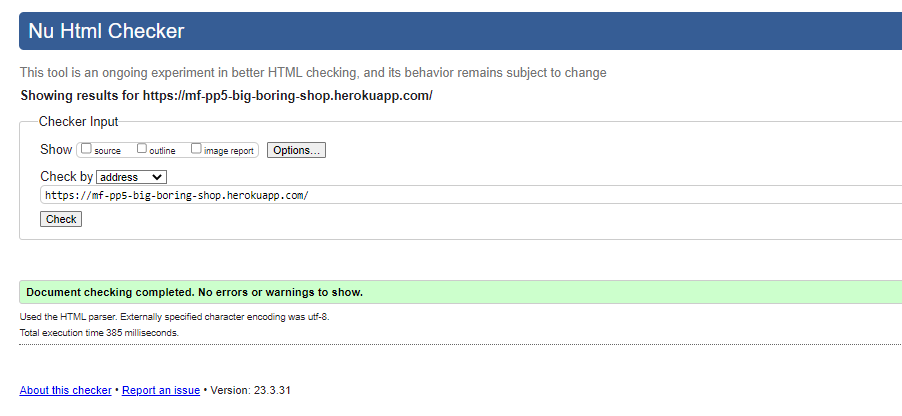 Nu Html Checker
This tool is an ongoing experiment in better HTML checking, and its behavior remains subject to change
Showing results for https://mf-pp5-big-boring-shop.herokuapp.com/
Checker Input
Show source outline image report Options...
Check by address
https://mf-pp5-big-boring-shop.herokuapp.com/
Check
Document checking completed. No errors or warnings to show.
Used the HTML parser. Externally specified character encoding was utf-8.
Total execution time 385 milliseconds.
About this checker • Report an issue • Version: 23.3.31